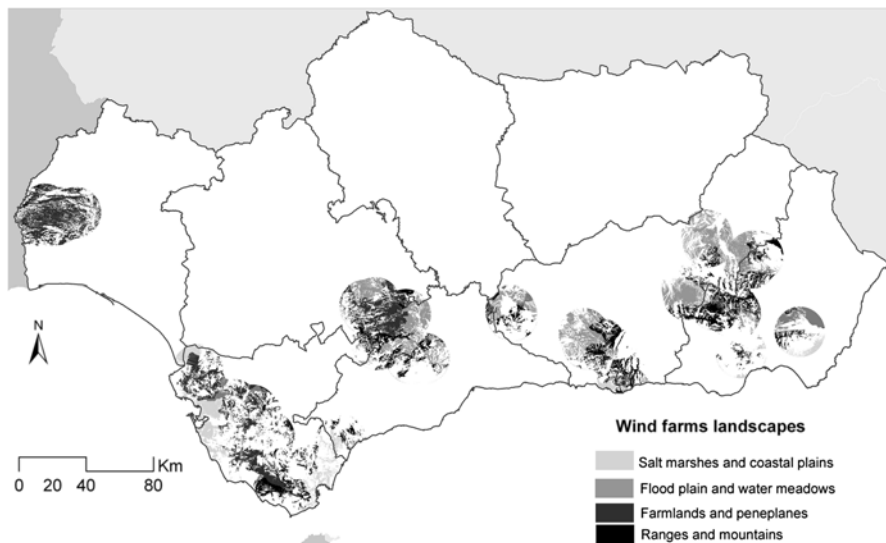 N
Km
0 20 40 80
Wind farms landscapes
Salt marshes and coastal plains
Flood plain and water meadows
Farmlands and peneplanes
Ranges and mountains